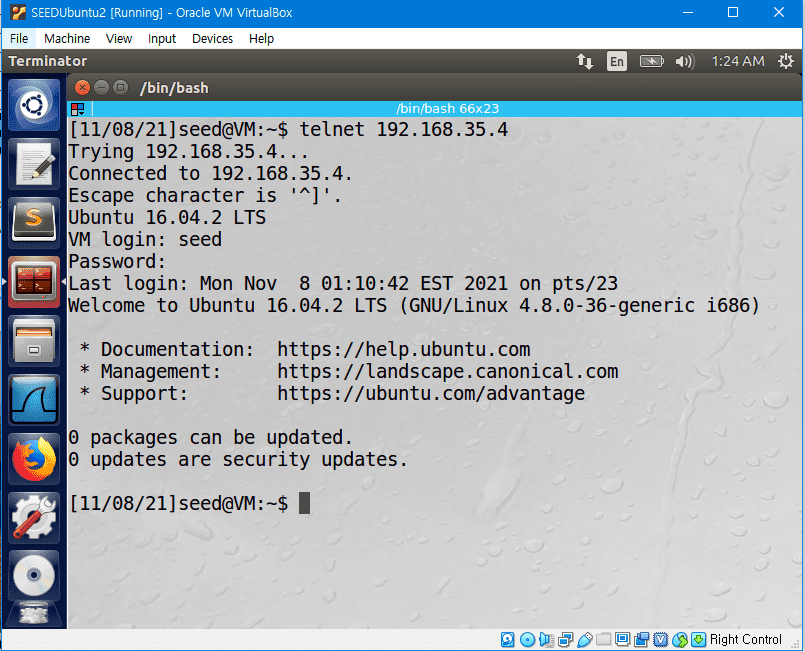 SEEDUbuntu2 [Running] - Oracle VM VirtualBox
File Machine View Input Devices Help
Terminator En 1:24 AM
/bin/bash
/bin/bash 66x23
[11/08/21]seed@VM:~$ telnet 192.168.35.4
Trying 192.168.35.4...
Connected to 192.168.35.4.
Escape character is '^]'.
Ubuntu 16.04.2 LTS
VM login: seed
Password:
Last login: Mon Nov  8 01:10:42 EST 2021 on pts/23
Welcome to Ubuntu 16.04.2 LTS (GNU/Linux 4.8.0-36-generic i686)
 * Documentation:  https://help.ubuntu.com
 * Management:     https://landscape.canonical.com
 * Support:        https://ubuntu.com/advantage
0 packages can be updated.
0 updates are security updates.
[11/08/21]seed@VM:~$
Right Control